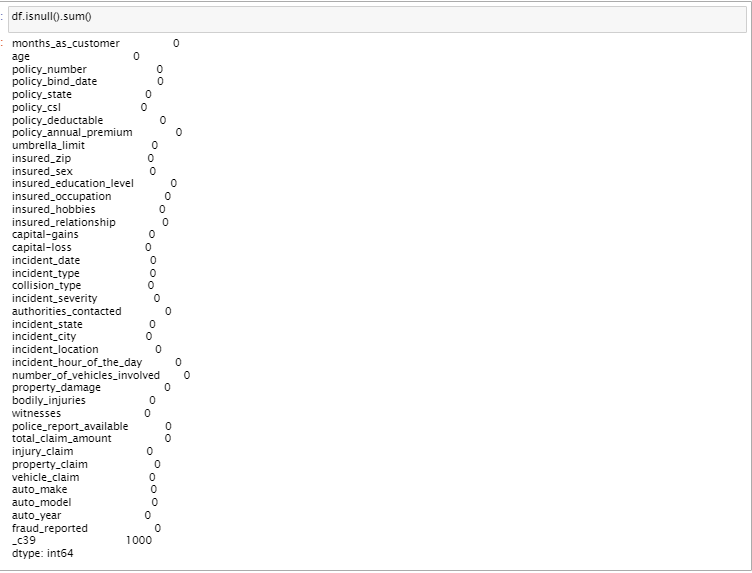 : df.isnull().sum()
: months_as_customer 0
age 0
policy_number 0
policy_bind_date 0
policy_state 0
policy_csl 0
policy_deductable 0
policy_annual_premium 0
umbrella_limit 0
insured_zip 0
insured_sex 0
insured_education_level 0
insured_occupation 0
insured_hobbies 0
insured_relationship 0
capital-gains 0
capital-loss 0
incident_date 0
incident_type 0
collision_type 0
incident_severity 0
authorities_contacted 0
incident_state 0
incident_city 0
incident_location 0
incident_hour_of_the_day 0
number_of_vehicles_involved 0
property_damage 0
bodily_injuries 0
witnesses 0
police_report_available 0
total_claim_amount 0
injury_claim 0
property_claim 0
vehicle_claim 0
auto_make 0
auto_model 0
auto_year 0
fraud_reported 0
_c39 1000
dtype: int64